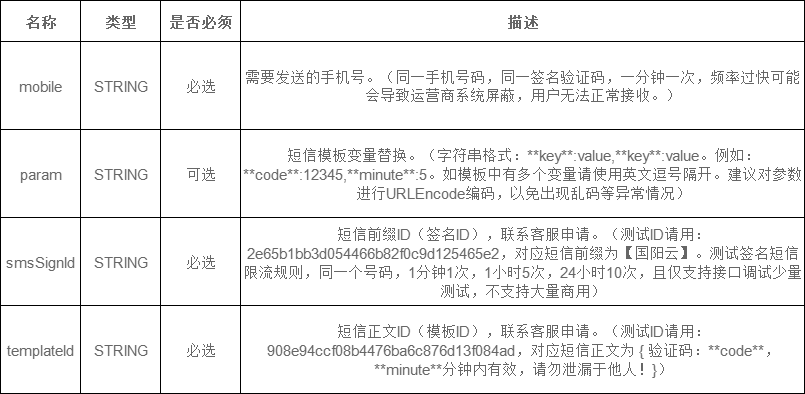 名称 类型 是否必须 描述
mobile STRING 必选 需要发送的手机号。（同一手机号码，同一签名验证码，一分钟一次，频率过快可能
会导致运营商系统屏蔽，用户无法正常接收。）
param STRING 可选 短信模板变量替换。（字符串格式：**key**:value,**key**:value。例如：
**code**:12345,**minute**:5。如模板中有多个变量请使用英文逗号隔开。建议对参数
进行URLEncode编码，以免出现乱码等异常情况）
smsSignId STRING 必选 短信前缀ID（签名ID），联系客服申请。（测试ID请用：
2e65b1bb3d054466b82f0c9d125465e2，对应短信前缀为【国阳云】。测试签名短信
限流规则，同一个号码，1分钟1次，1小时5次，24小时10次，且仅支持接口调试少量
测试，不支持大量商用）
templateId STRING 必选 短信正文ID（模板ID），联系客服申请。（测试ID请用：
908e94ccf08b4476ba6c876d13f084ad，对应短信正文为 { 验证码：**code**，
**minute**分钟内有效，请勿泄漏于他人！}）